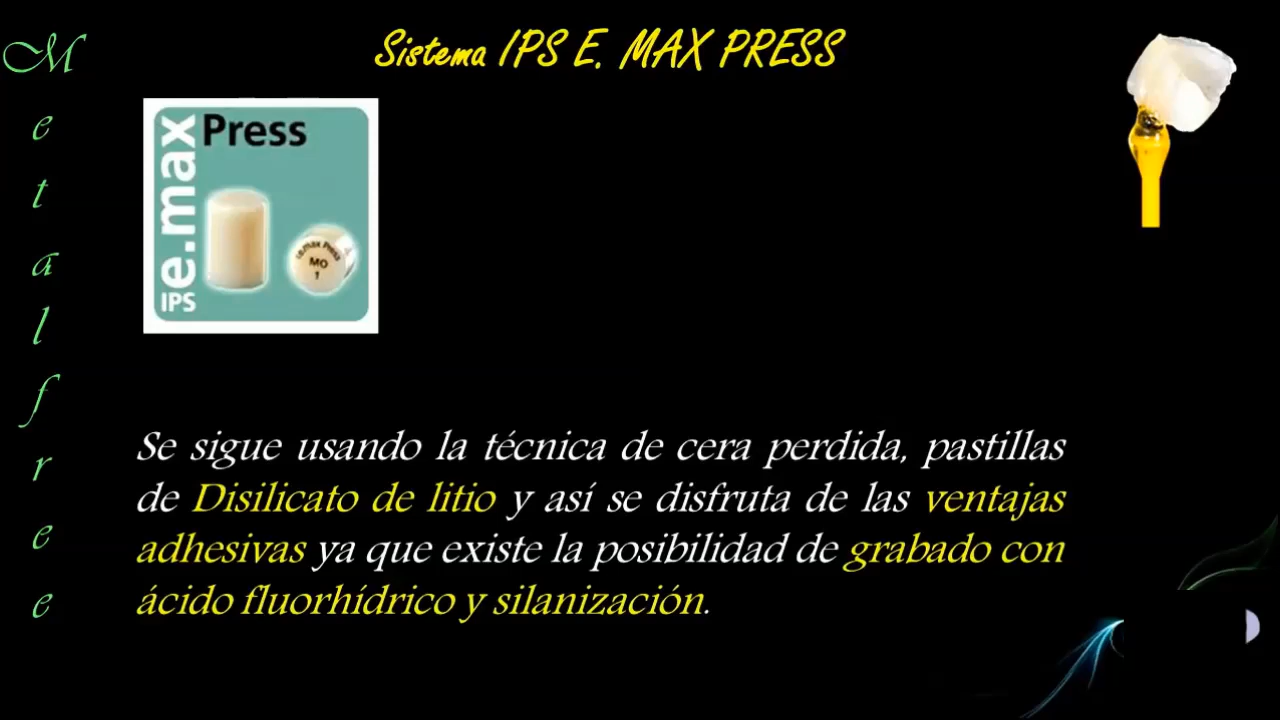 Sistema IPS E. MAX PRESS
Metalfree
IPS e.max Press
e.max Press
MO
1
Se sigue usando la técnica de cera perdida, pastillas
de Disilicato de litio y así se disfruta de las ventajas
adhesivas ya que existe la posibilidad de grabado con
ácido fluorhídrico y silanización.